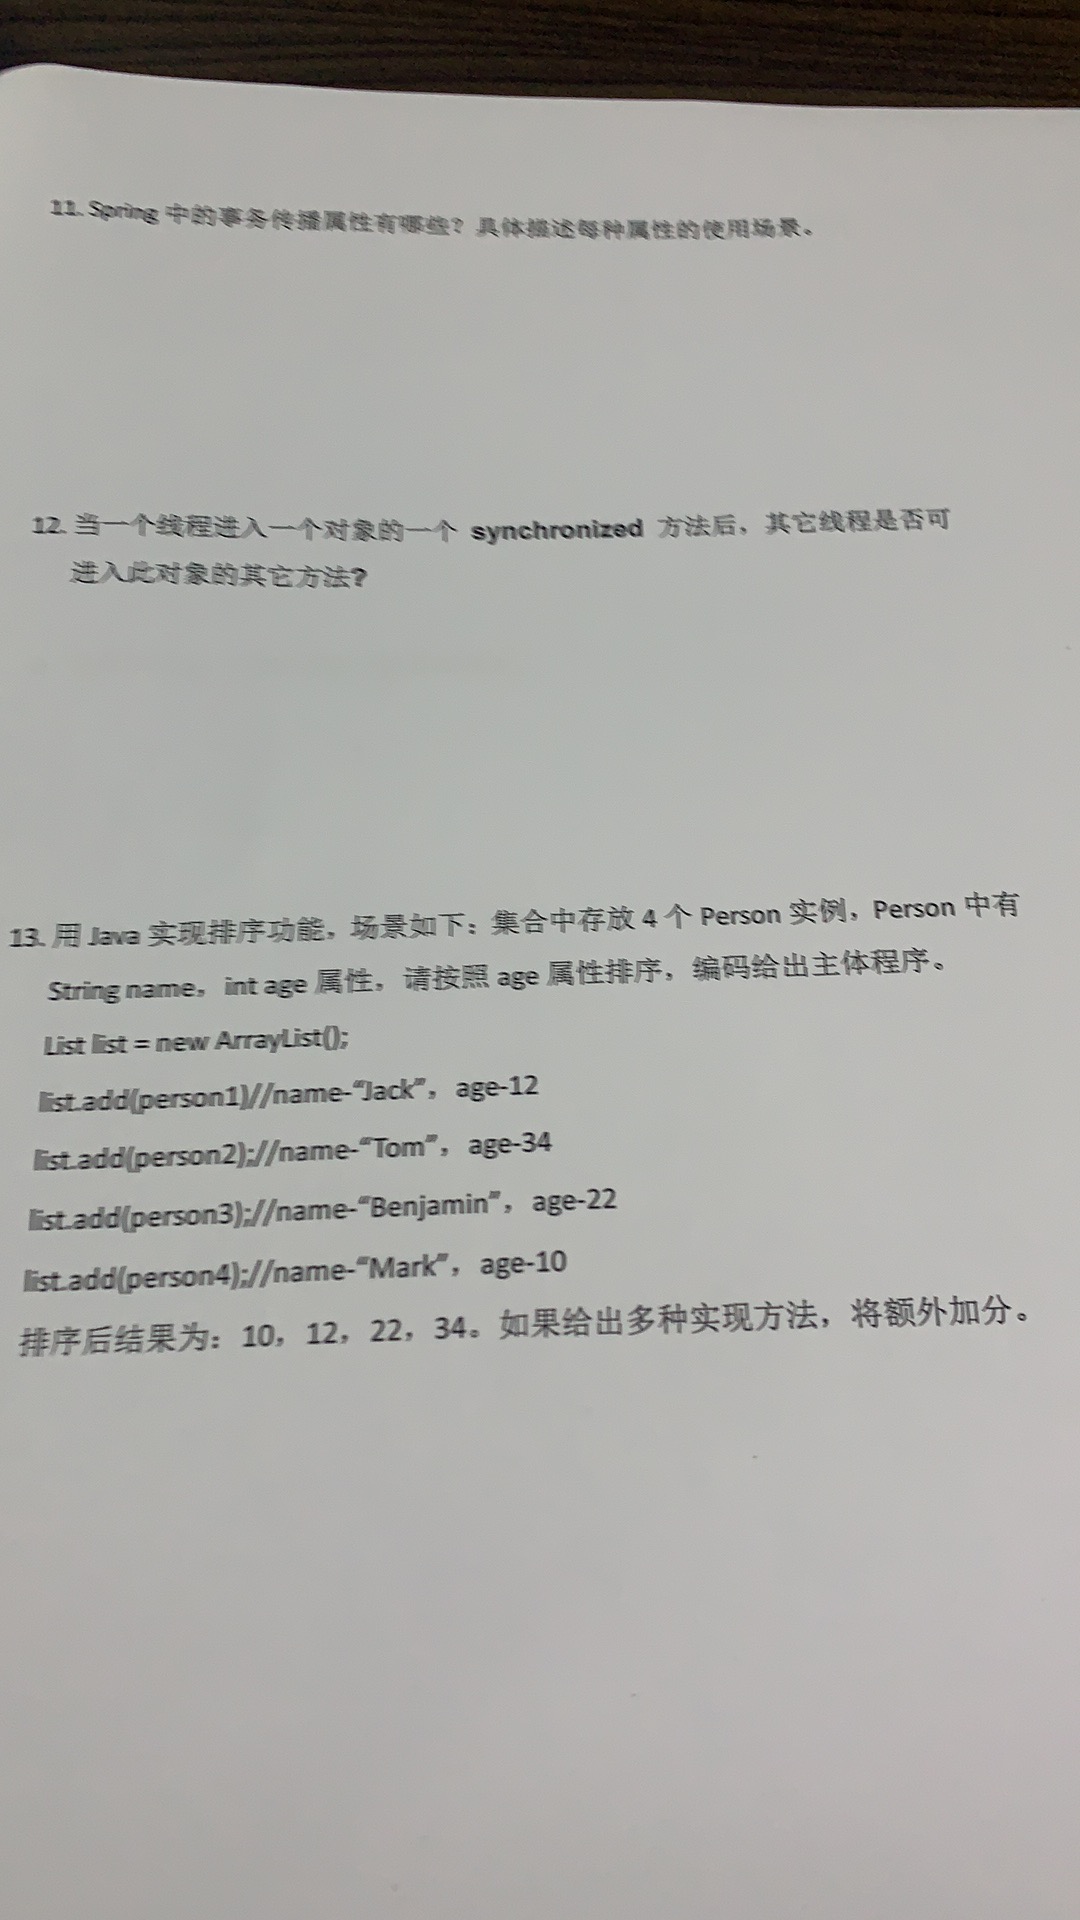 11. Spring 中的事务传播属性有哪些？具体描述每种属性的使用场景。
12. 当一个线程进入一个对象的一个 synchronized 方法后，其它线程是否可
进入此对象的其它方法?
13. 用 Java 实现排序功能，场景如下：集合中存放 4 个 Person 实例，Person 中有
String name， int age 属性，请按照 age 属性排序，编码给出主体程序。
List list = new ArrayList();
list.add(person1)//name-“Jack”，age-12
list.add(person2);//name-“Tom”，age-34
list.add(person3);//name-“Benjamin”，age-22
list.add(person4);//name-“Mark”，age-10
排序后结果为：10，12，22，34。如果给出多种实现方法，将额外加分。